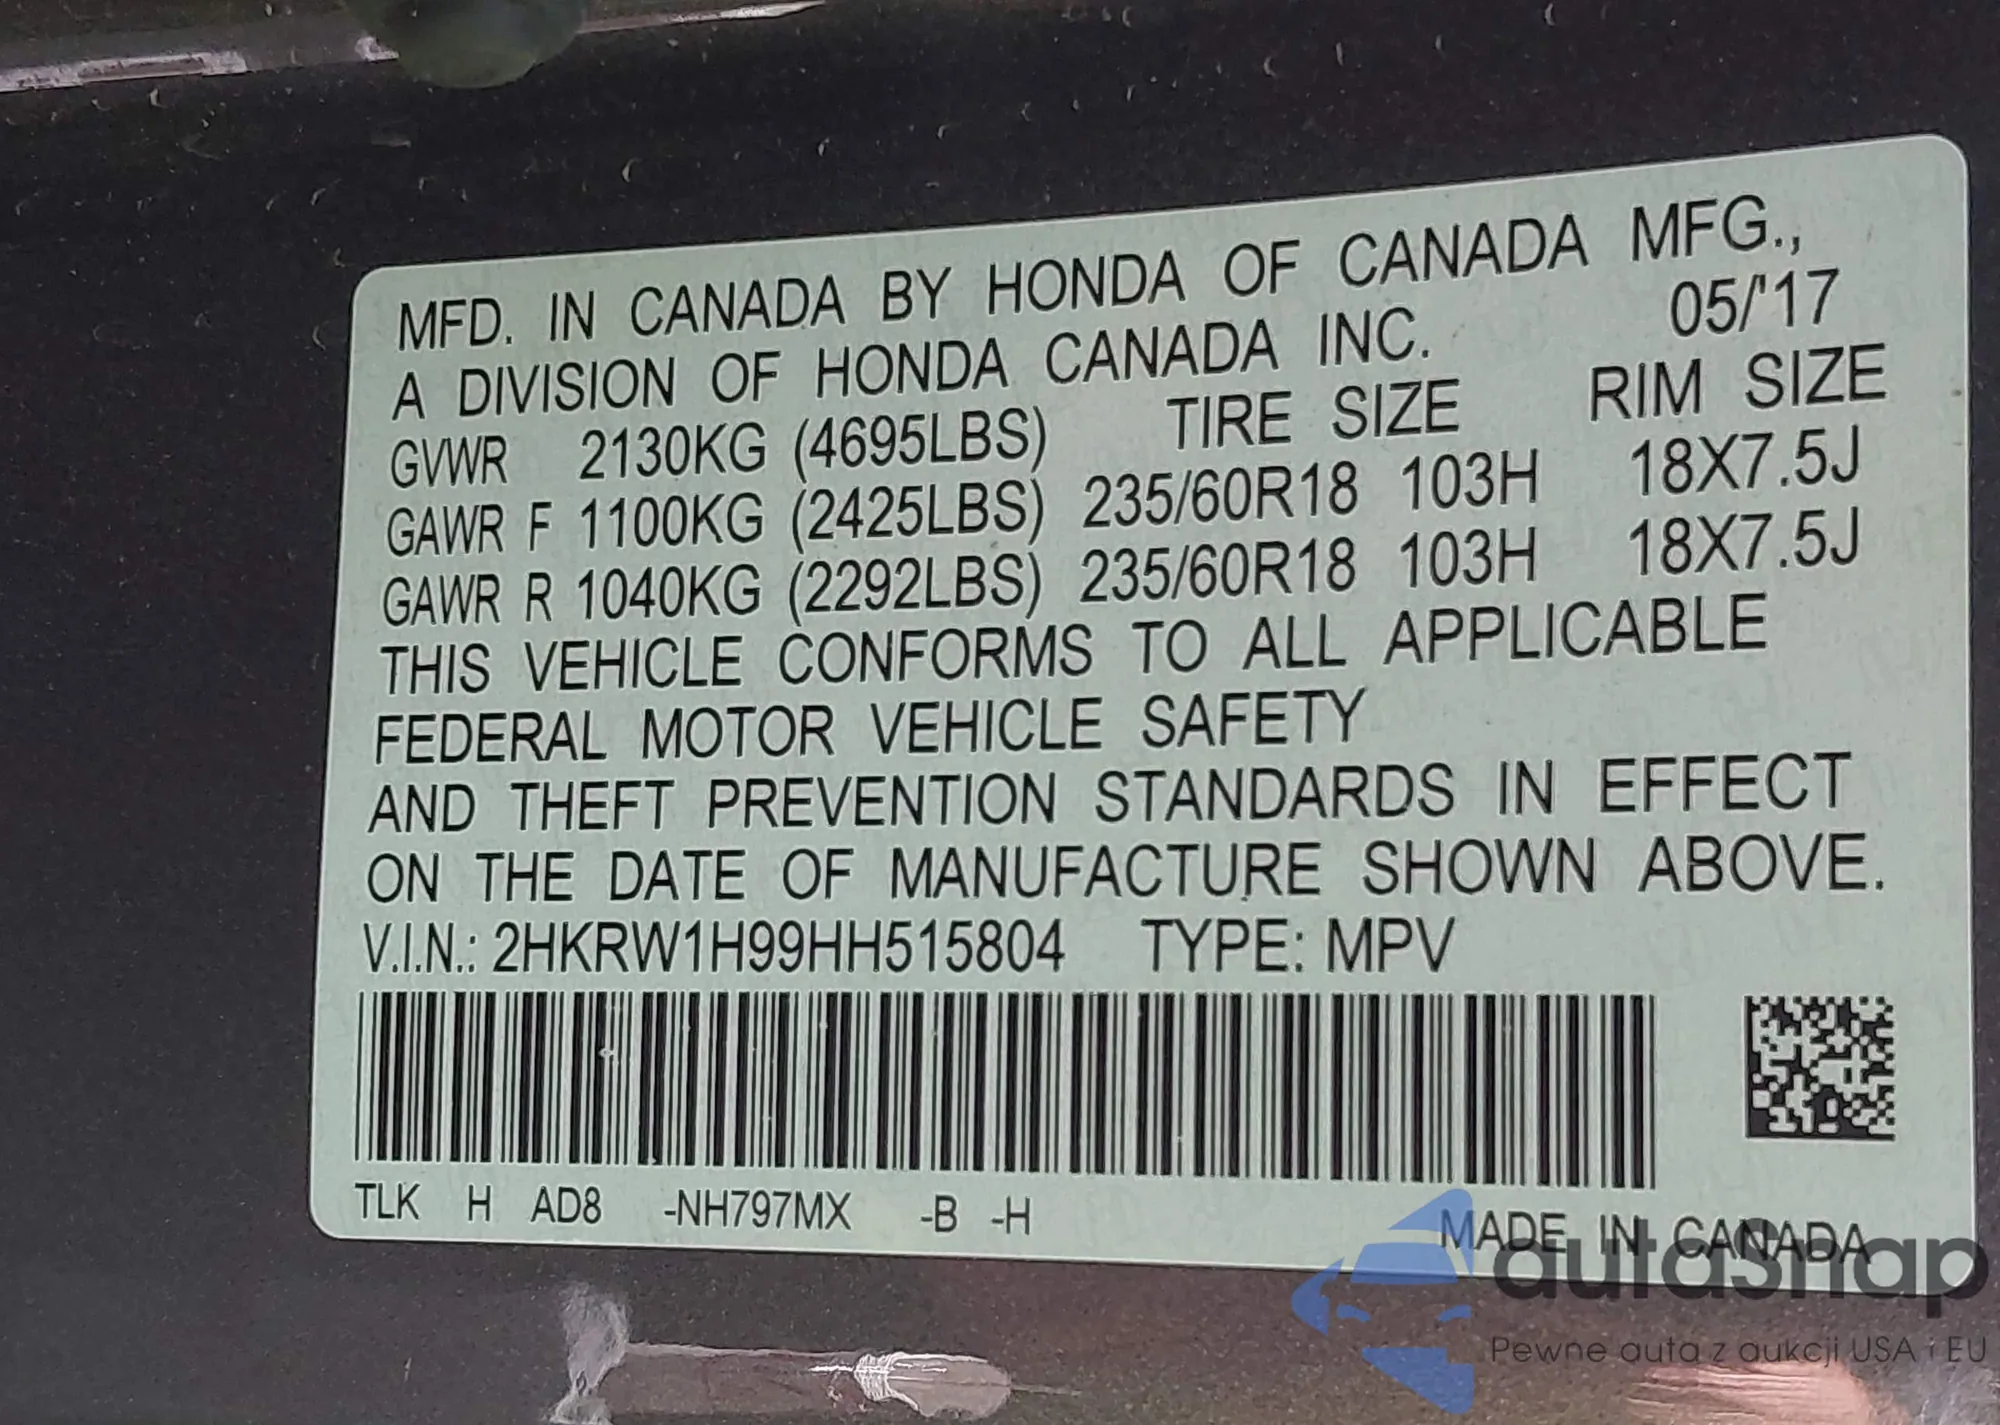 MFD. IN CANADA BY HONDA OF CANADA MFG.,
A DIVISION OF HONDA CANADA INC. 05/'17
GVWR 2130KG (4695LBS) TIRE SIZE RIM SIZE
GAWR F 1100KG (2425LBS) 235/60R18 103H 18X7.5J
GAWR R 1040KG (2292LBS) 235/60R18 103H 18X7.5J
THIS VEHICLE CONFORMS TO ALL APPLICABLE
FEDERAL MOTOR VEHICLE SAFETY
AND THEFT PREVENTION STANDARDS IN EFFECT
ON THE DATE OF MANUFACTURE SHOWN ABOVE.
V.I.N.: 2HKRW1H99HH515804 TYPE: MPV
TLK H AD8 -NH797MX -B -H
MADE IN CANADA
autaSnap
Pewne auta z aukcji USA i EU